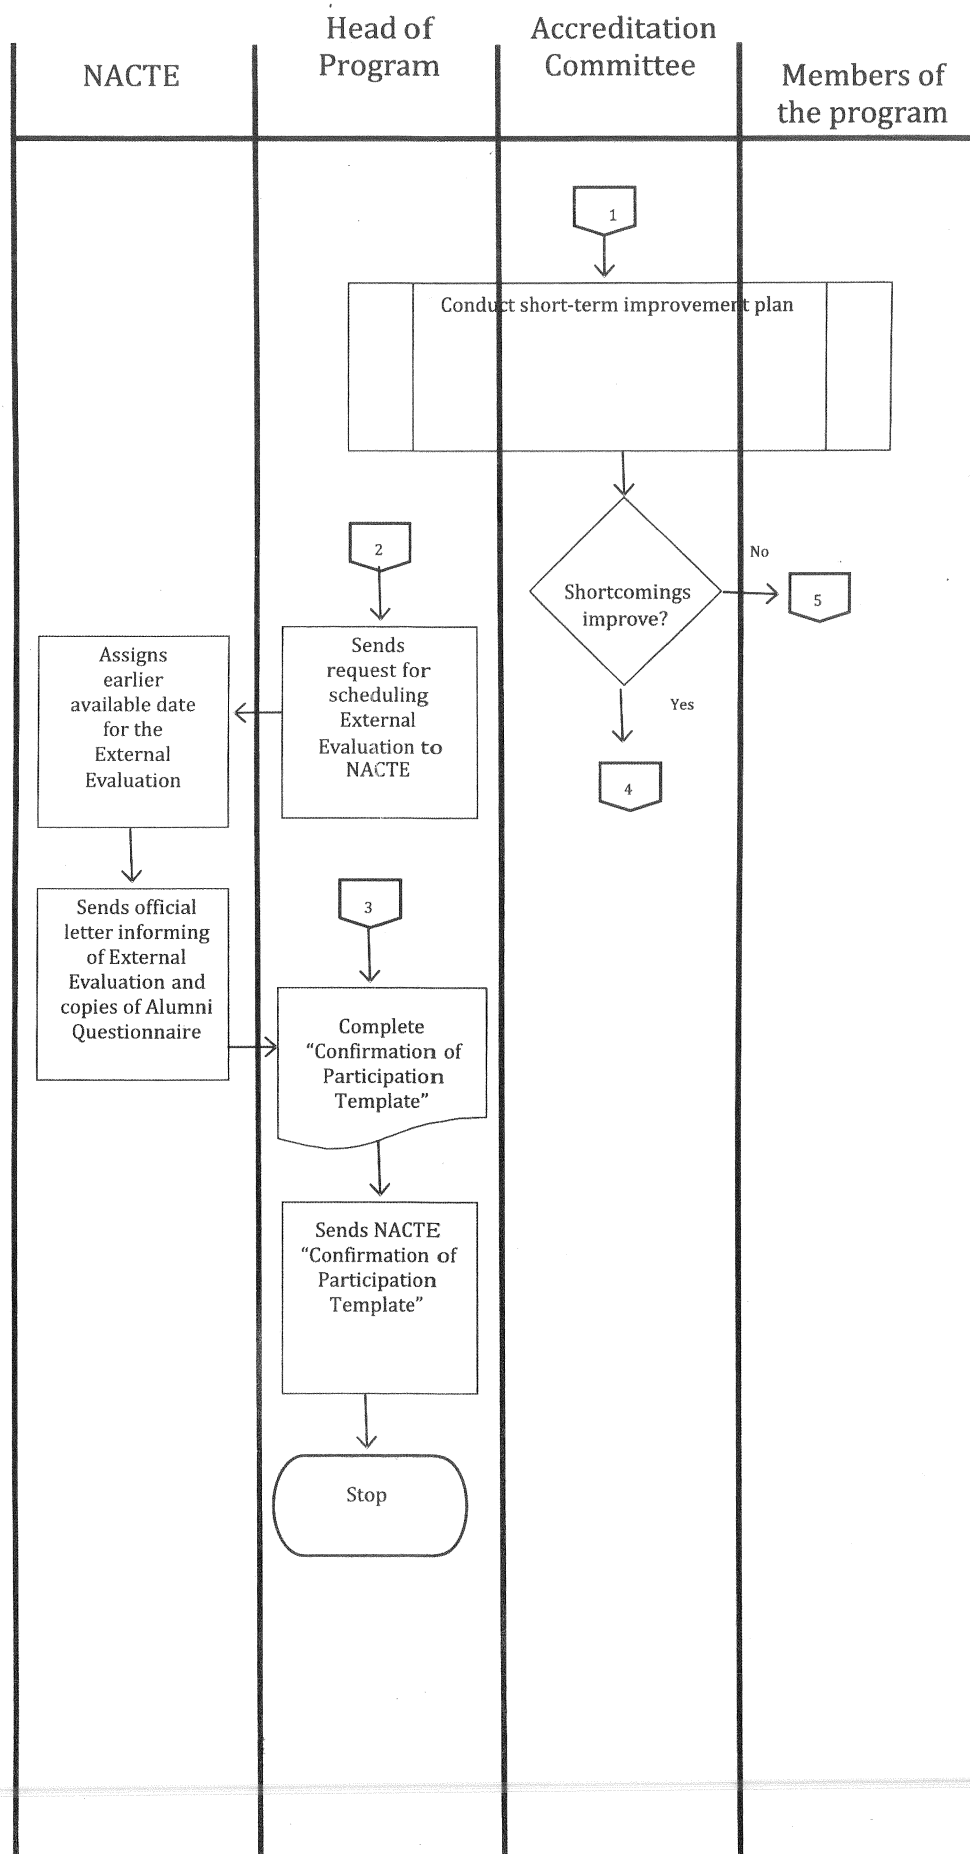 NACTE
Head of
Program
Accreditation
Committee
Members of
the program
1
Conduct short-term improvement plan
2
No
Shortcomings
improve?
5
Yes
4
Sends
request for
scheduling
External
Evaluation to
NACTE
Assigns
earlier
available date
for the
External
Evaluation
Sends official
letter informing
of External
Evaluation and
copies of Alumni
Questionnaire
3
Complete
“Confirmation of
Participation
Template”
Sends NACTE
“Confirmation of
Participation
Template”
Stop